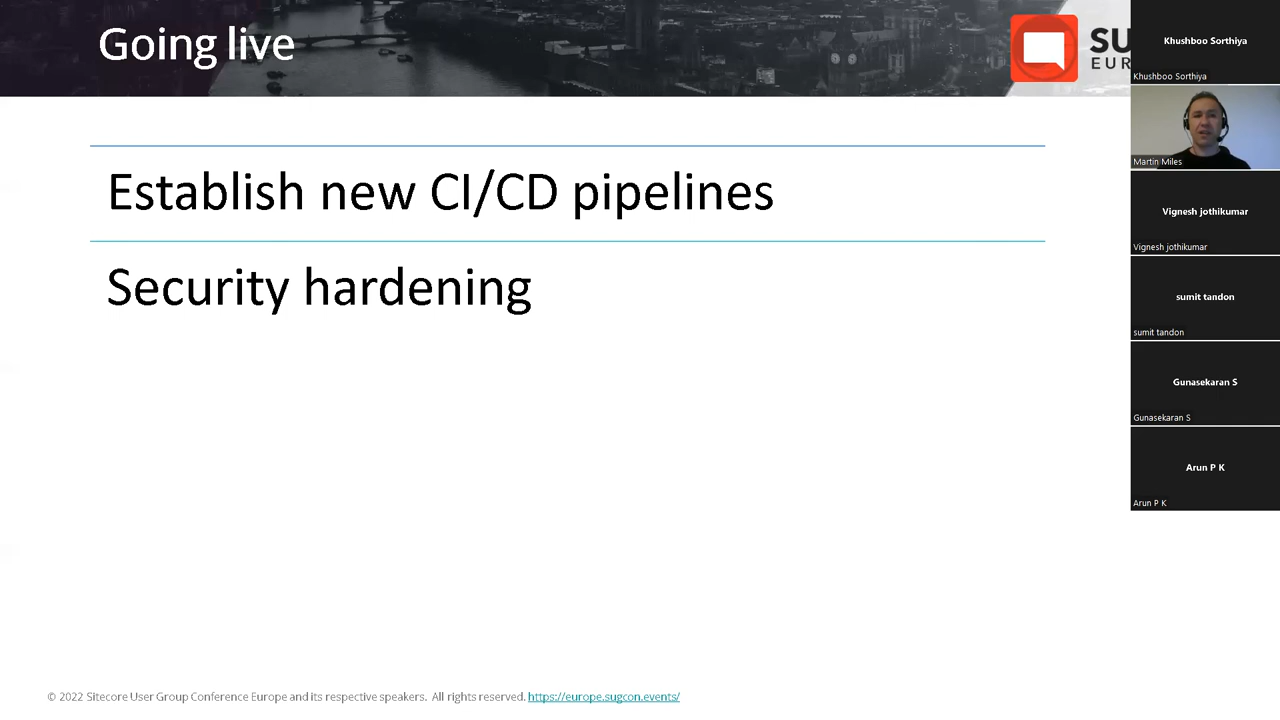 Going live
SU
EUR
Establish new CI/CD pipelines
Security hardening
© 2022 Sitecore User Group Conference Europe and its respective speakers. All rights reserved. https://europe.sugcon.events/
Khushboo Sorthiya
Khushboo Sorthiya
Martin Miles
Vignesh jothikumar
Vignesh jothikumar
sumit tandon
sumit tandon
Gunasekaran S
Gunasekaran S
Arun P K
Arun P K